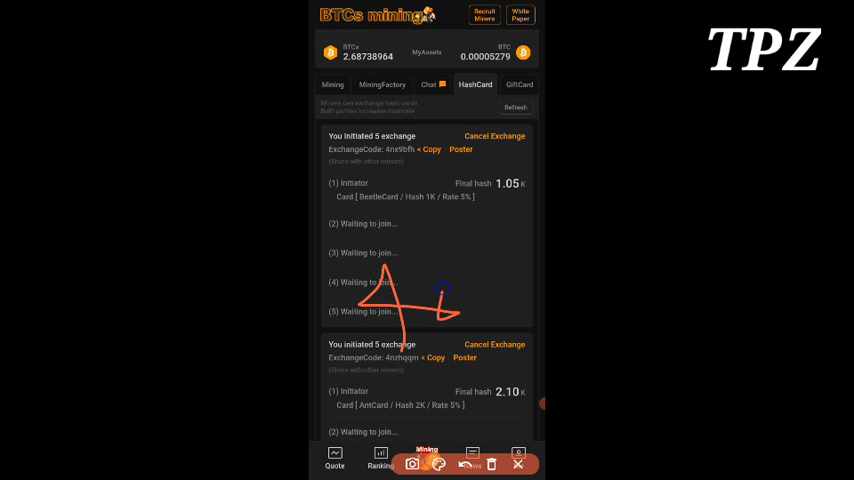 BTCs mining
Recruit Miners
White Paper
TPZ
BTCs
2.68738964
MyAssets
BTC
0.00005279
Mining
MiningFactory
Chat
HashCard
GiftCard
Miners can exchange hash cards
Both parties increases hashrate
Refresh
You initiated 5 exchange
Cancel Exchange
ExchangeCode: 4nx9bfh < Copy Poster
(Share with other miners)
(1) Initiator
Final hash 1.05 K
Card [ BeetleCard / Hash 1K / Rate 5% ]
(2) Waiting to join...
(3) Waiting to join...
(4) Waiting to join...
(5) Waiting to join...
You initiated 5 exchange
Cancel Exchange
ExchangeCode: 4nzhqqm < Copy Poster
(Share with other miners)
(1) Initiator
Final hash 2.10 K
Card [ AntCard / Hash 2K / Rate 5% ]
(2) Waiting to join...
Quote
Ranking
Mining
News